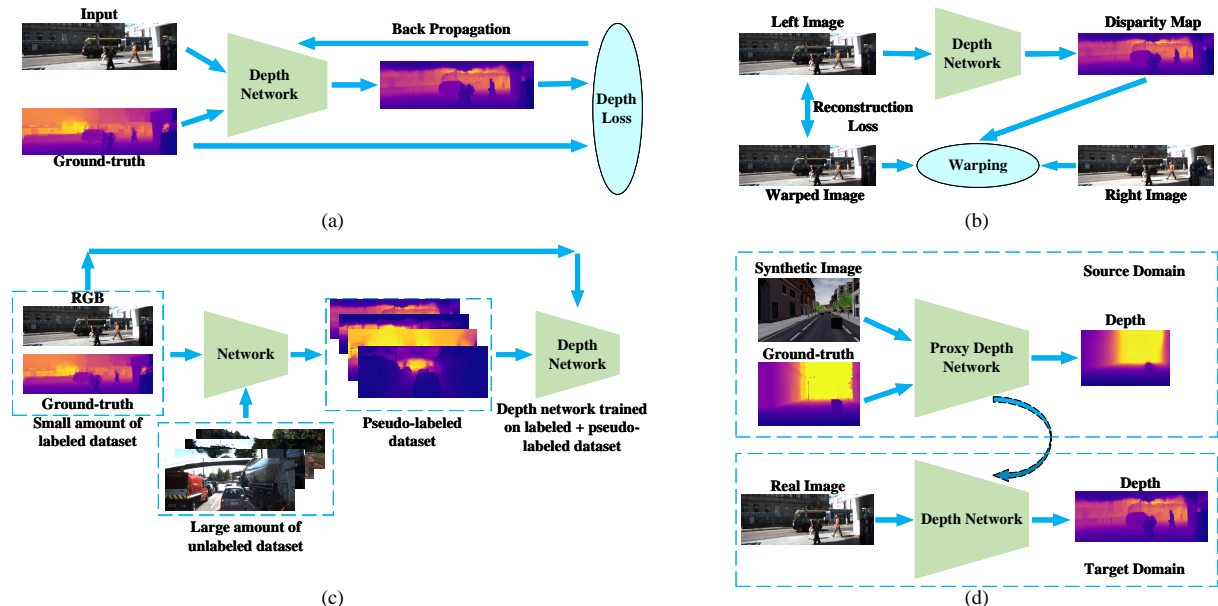 Input
Back Propagation
Depth
Network
Depth
Loss
Ground-truth
(a)
Left Image
Disparity Map
Depth
Network
Reconstruction
Loss
Warping
Warped Image
Right Image
(b)
RGB
Network
Depth
Network
Ground-truth
Small amount of
labeled dataset
Pseudo-labeled
dataset
Depth network trained
on labeled + pseudo-
labeled dataset
Large amount of
unlabeled dataset
(c)
Synthetic Image
Source Domain
Depth
Ground-truth
Proxy Depth
Network
Real Image
Depth
Depth Network
Target Domain
(d)